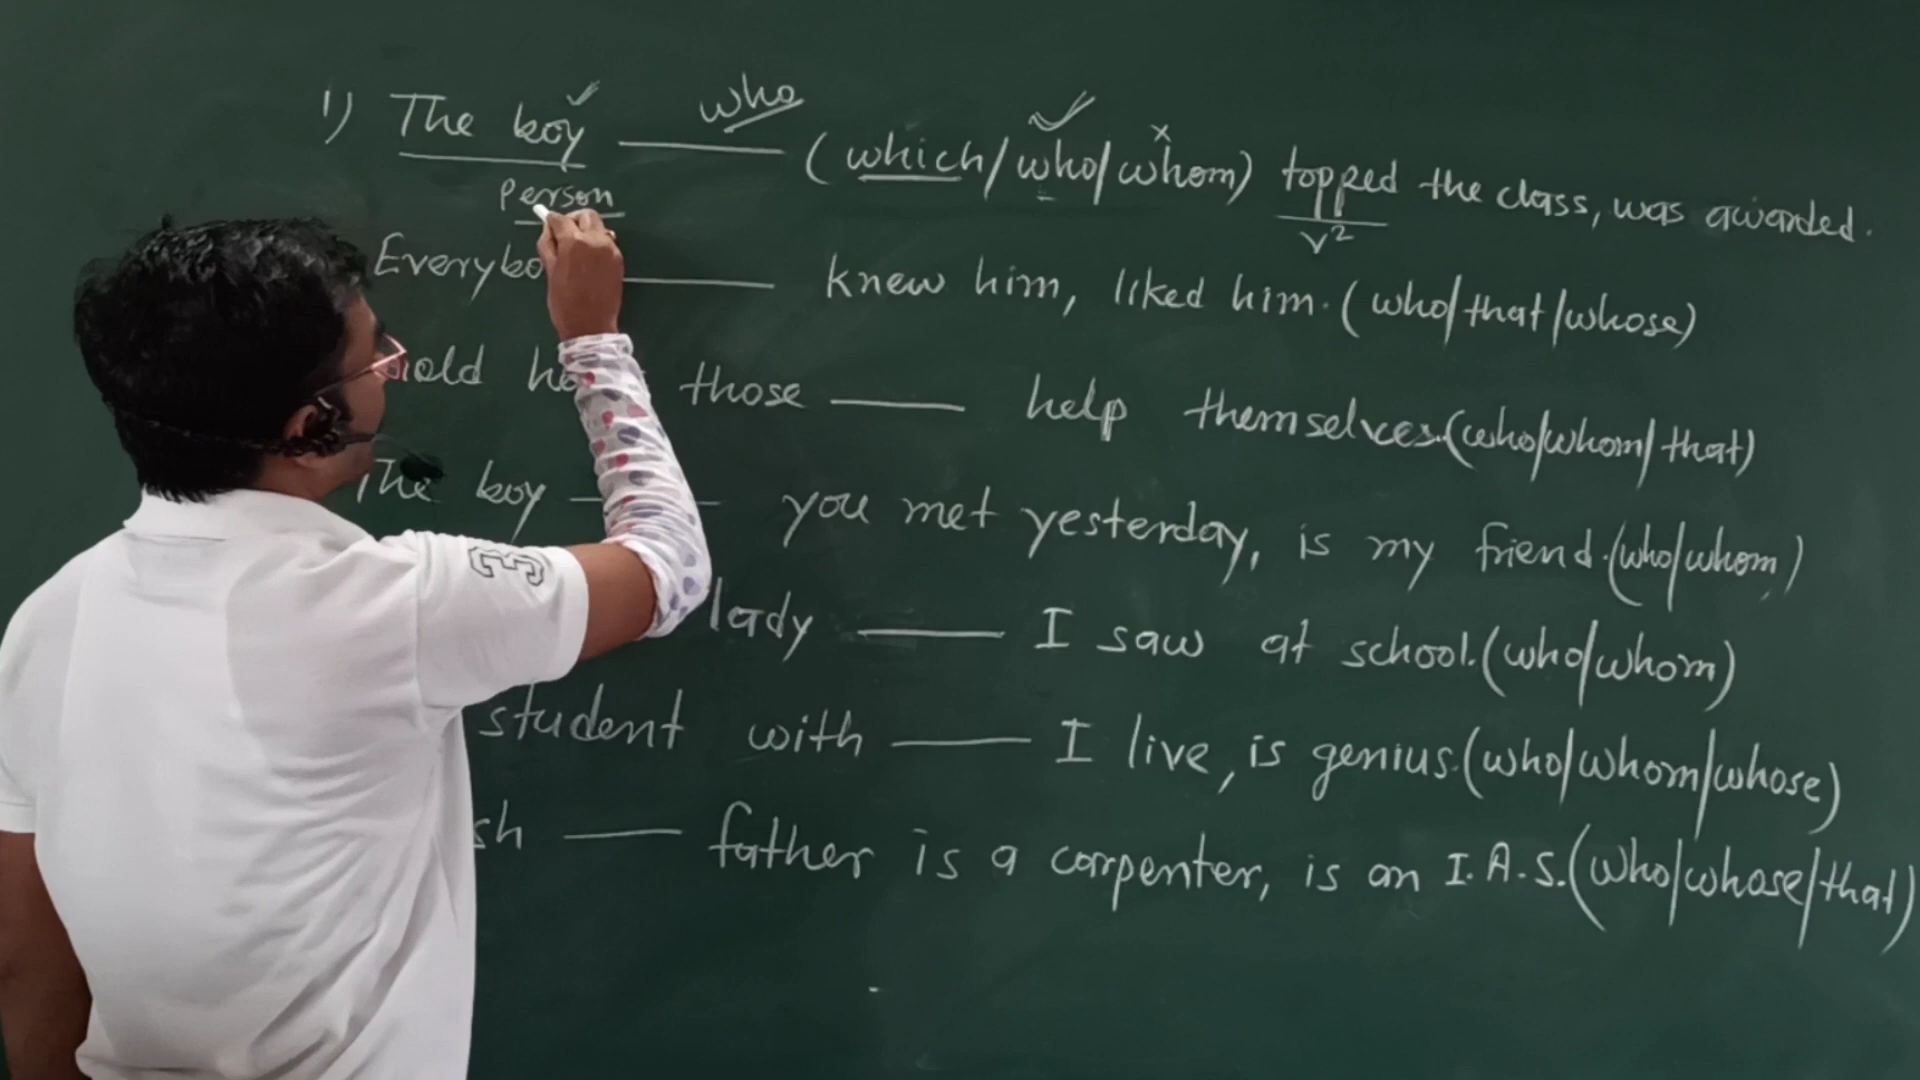 who
1) The boy ——— (which/who/whom) topped the class, was awarded.
Person
V²
——— knew him, liked him. (who/that/whose)
those ——— help themselves. (who/whom/that)
The boy ——— you met yesterday, is my friend. (who/whom)
lady ——— I saw at school. (who/whom)
student with ——— I live, is genius. (who/whom/whose)
——— father is a carpenter, is an I.A.S. (who/whose/that)
3